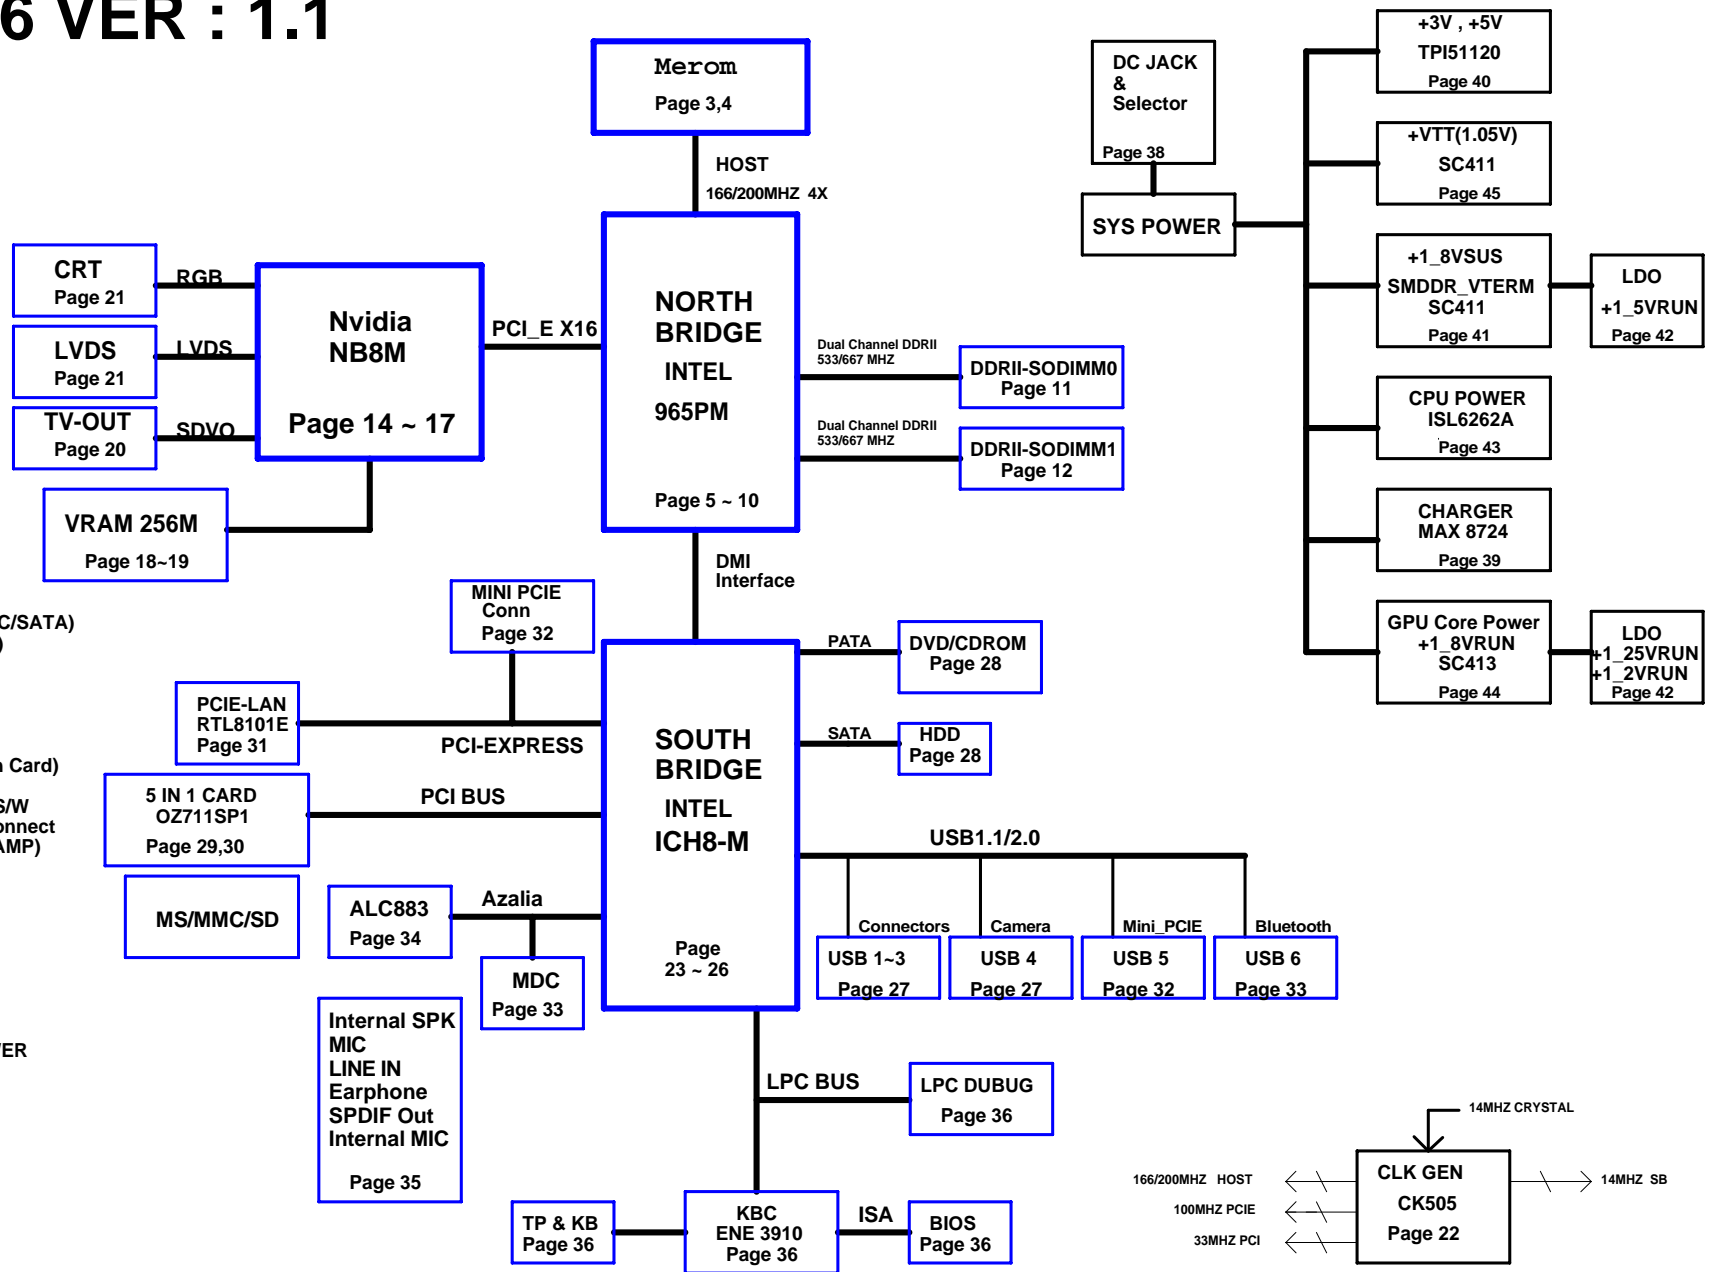 6 VER : 1.1
Merom
Page 3,4
HOST
166/200MHZ 4X
CRT
Page 21
RGB
LVDS
Page 21
LVDS
TV-OUT
Page 20
SDVO
Nvidia
NB8M
Page 14 ~ 17
PCI_E X16
VRAM 256M
Page 18~19
NORTH
BRIDGE
INTEL
965PM
Page 5 ~ 10
Dual Channel DDRII
533/667 MHZ
DDRII-SODIMM0
Page 11
Dual Channel DDRII
533/667 MHZ
DDRII-SODIMM1
Page 12
DMI
Interface
DC JACK
&
Selector
Page 38
SYS POWER
+3V , +5V
TPI51120
Page 40
+VTT(1.05V)
SC411
Page 45
+1_8VSUS
SMDDR_VTERM
SC411
Page 41
LDO
+1_5VRUN
Page 42
CPU POWER
ISL6262A
Page 43
CHARGER
MAX 8724
Page 39
GPU Core Power
+1_8VRUN
SC413
Page 44
LDO
+1_25VRUN
+1_2VRUN
Page 42
C/SATA)
)
n Card)
S/W
onnect
AMP)
/ER
MINI PCIE
Conn
Page 32
PCIE-LAN
RTL8101E
Page 31
PCI-EXPRESS
5 IN 1 CARD
OZ711SP1
Page 29,30
PCI BUS
MS/MMC/SD
ALC883
Page 34
Azalia
MDC
Page 33
Internal SPK
MIC
LINE IN
Earphone
SPDIF Out
Internal MIC
Page 35
SOUTH
BRIDGE
INTEL
ICH8-M
Page
23 ~ 26
PATA
DVD/CDROM
Page 28
SATA
HDD
Page 28
USB1.1/2.0
Connectors
USB 1~3
Page 27
Camera
USB 4
Page 27
Mini_PCIE
USB 5
Page 32
Bluetooth
USB 6
Page 33
LPC BUS
LPC DUBUG
Page 36
TP & KB
Page 36
KBC
ENE 3910
Page 36
ISA
BIOS
Page 36
14MHZ CRYSTAL
CLK GEN
CK505
Page 22
166/200MHZ HOST
100MHZ PCIE
33MHZ PCI
14MHZ SB